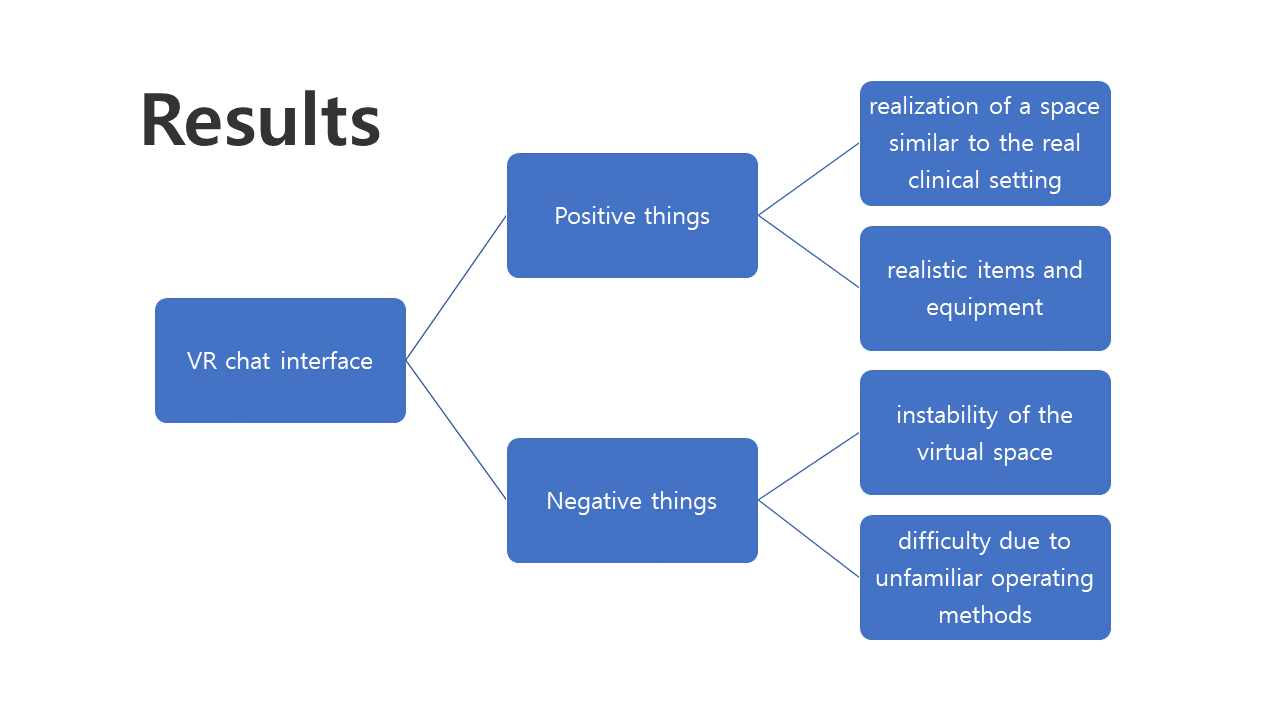 Results
VR chat interface
Positive things
realization of a space
similar to the real
clinical setting
realistic items and
equipment
Negative things
instability of the
virtual space
difficulty due to
unfamiliar operating
methods